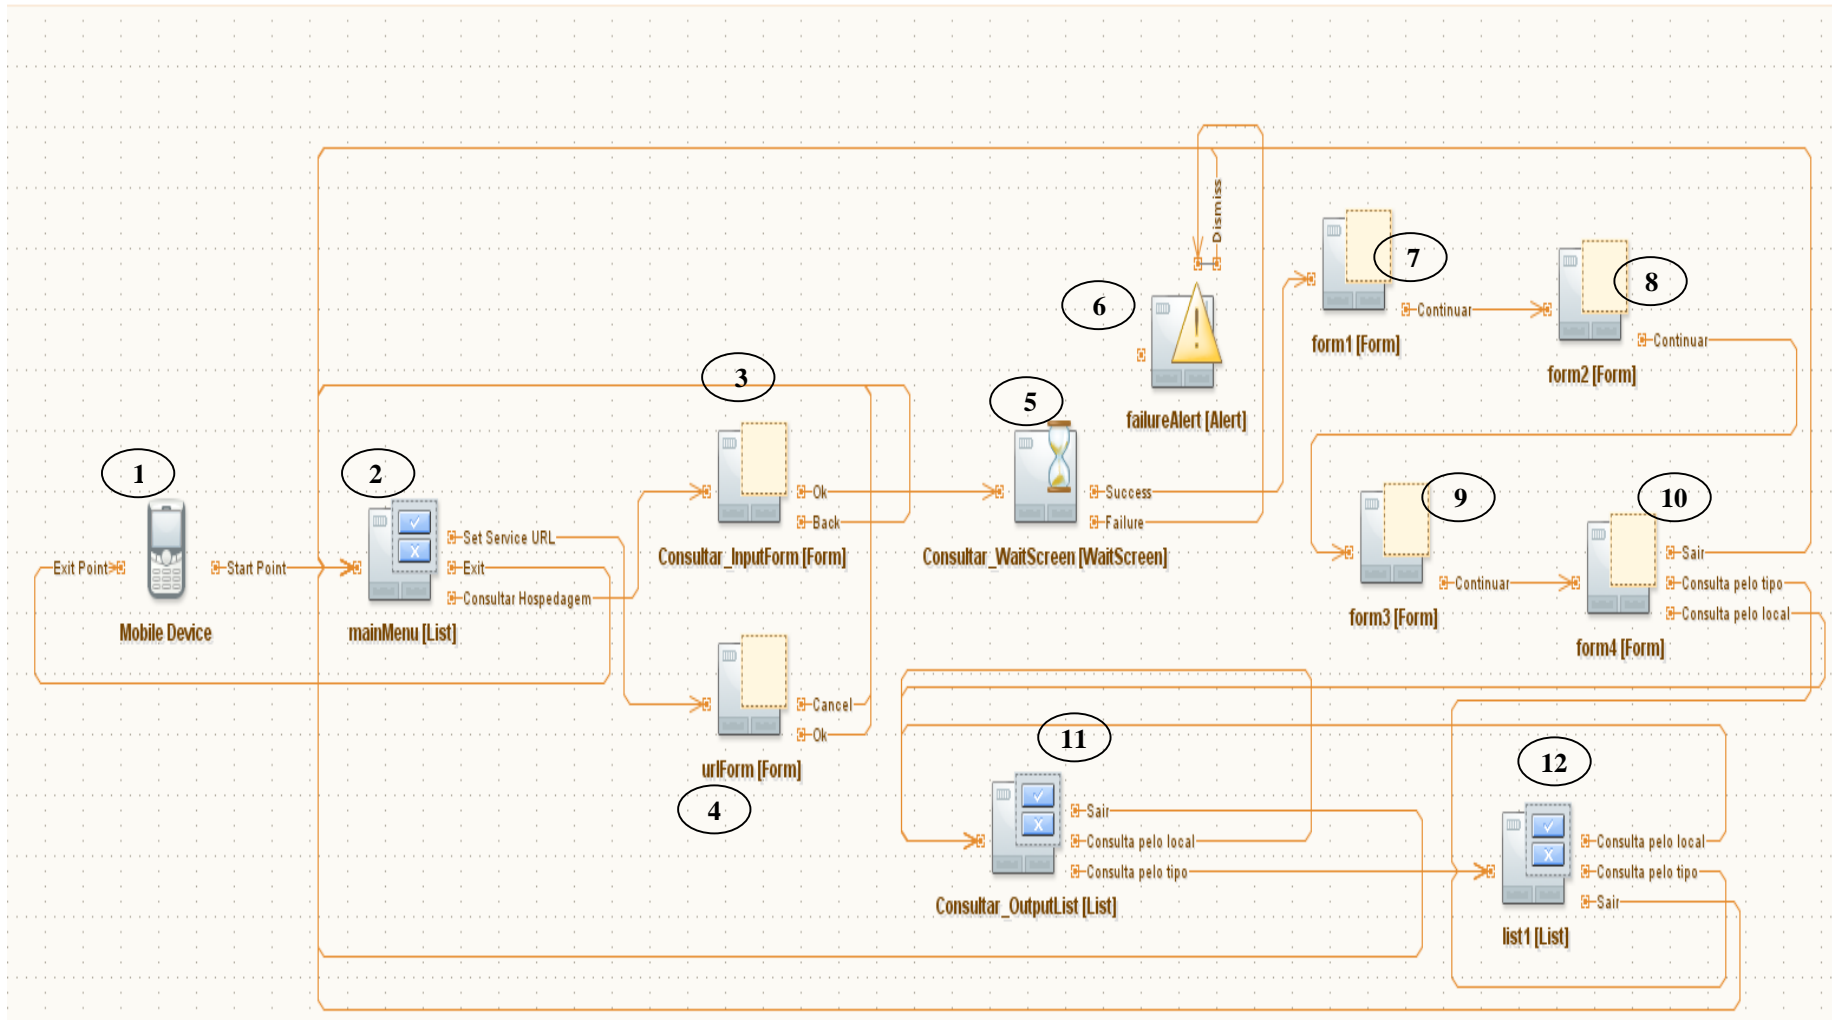 1
Exit Point
Start Point
Mobile Device
2
Set Service URL
Exit
Consultar Hospedagem
mainMenu [List]
3
Ok
Back
Consultar_InputForm [Form]
Cancel
Ok
urlForm [Form]
4
5
Success
Failure
Consultar_WaitScreen [WaitScreen]
Dismiss
6
failureAlert [Alert]
7
Continuar
form1 [Form]
8
Continuar
form2 [Form]
9
Continuar
form3 [Form]
10
Sair
Consulta pelo tipo
Consulta pelo local
form4 [Form]
11
Sair
Consulta pelo local
Consulta pelo tipo
Consultar_OutputList [List]
12
Consulta pelo local
Consulta pelo tipo
Sair
list1 [List]